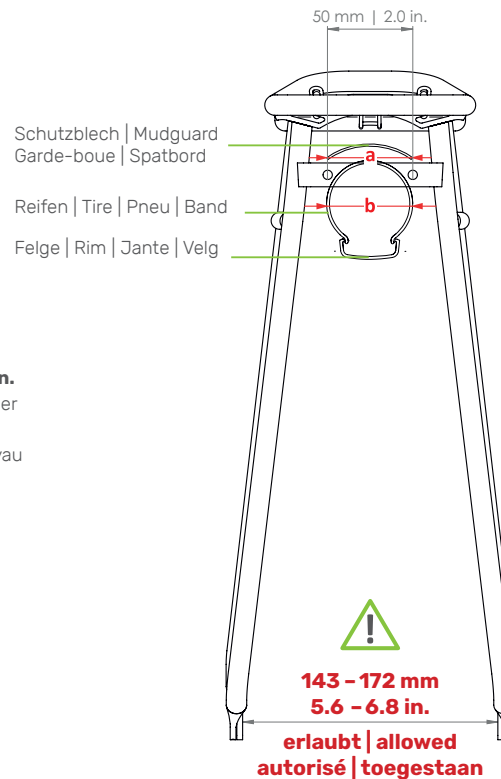 50 mm | 2.0 in.
Schutzblech | Mudguard
Garde-boue | Spatbord
a
Reifen | Tire | Pneu | Band
b
Felge | Rim | Jante | Velg
n.
er
au
!
143 – 172 mm
5.6 – 6.8 in.
erlaubt | allowed
autorisé | toegestaan